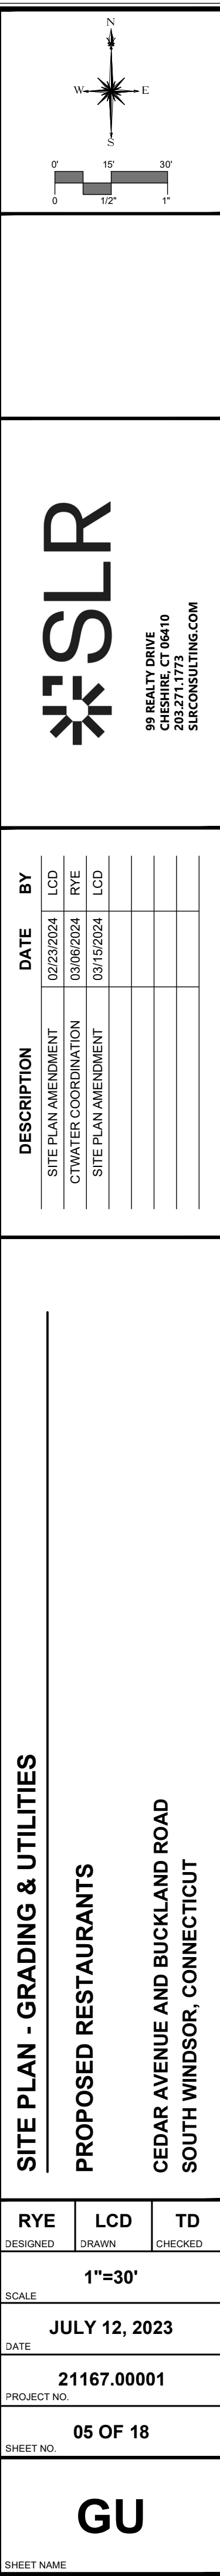 N
W E
S
0' 15' 30'
0 1/2" 1"
SLR
99 REALTY DRIVE
CHESHIRE, CT 06410
203.271.1773
SLRCONSULTING.COM
DESCRIPTION DATE BY
SITE PLAN AMENDMENT 02/23/2024 LCD
CTWATER COORDINATION 03/06/2024 RYE
SITE PLAN AMENDMENT 03/15/2024 LCD
SITE PLAN - GRADING & UTILITIES
PROPOSED RESTAURANTS
CEDAR AVENUE AND BUCKLAND ROAD
SOUTH WINDSOR, CONNECTICUT
RYE LCD TD
DESIGNED DRAWN CHECKED
1"=30'
SCALE
JULY 12, 2023
DATE
21167.00001
PROJECT NO.
05 OF 18
SHEET NO.
GU
SHEET NAME